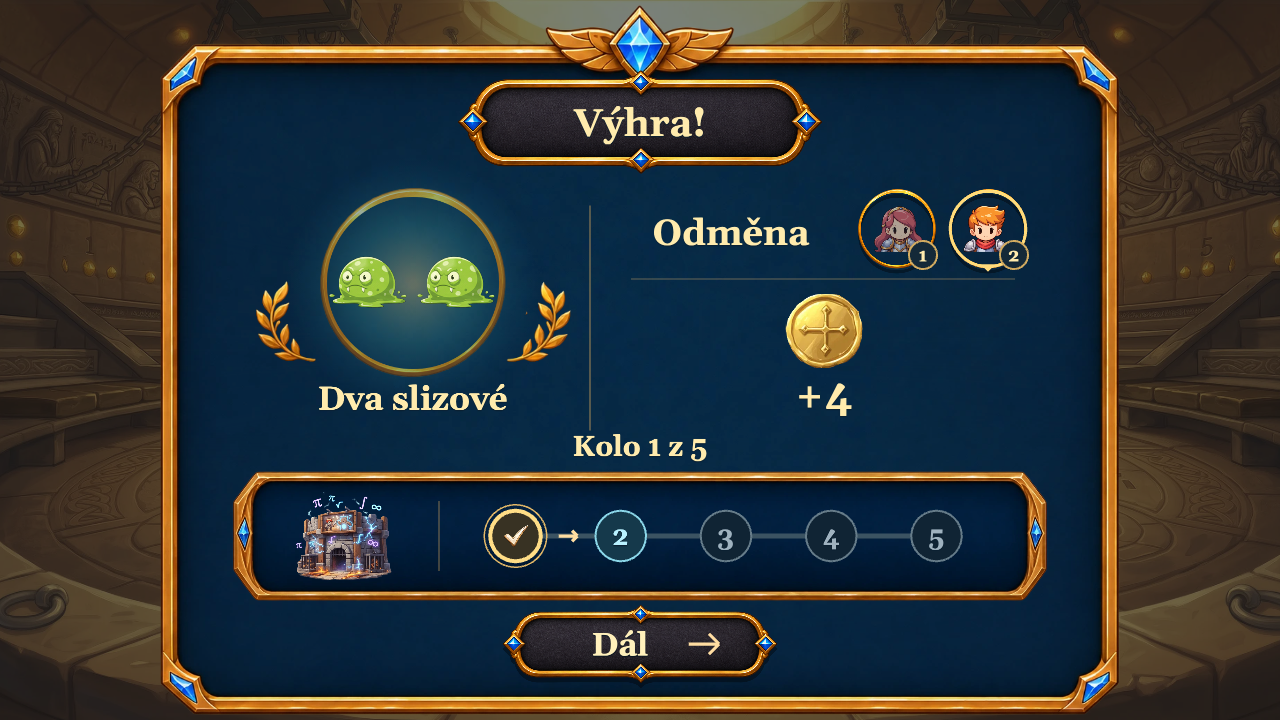 Výhra!
Odměna
1
2
+4
Dva slizové
Kolo 1 z 5
2
3
4
5
Dál →